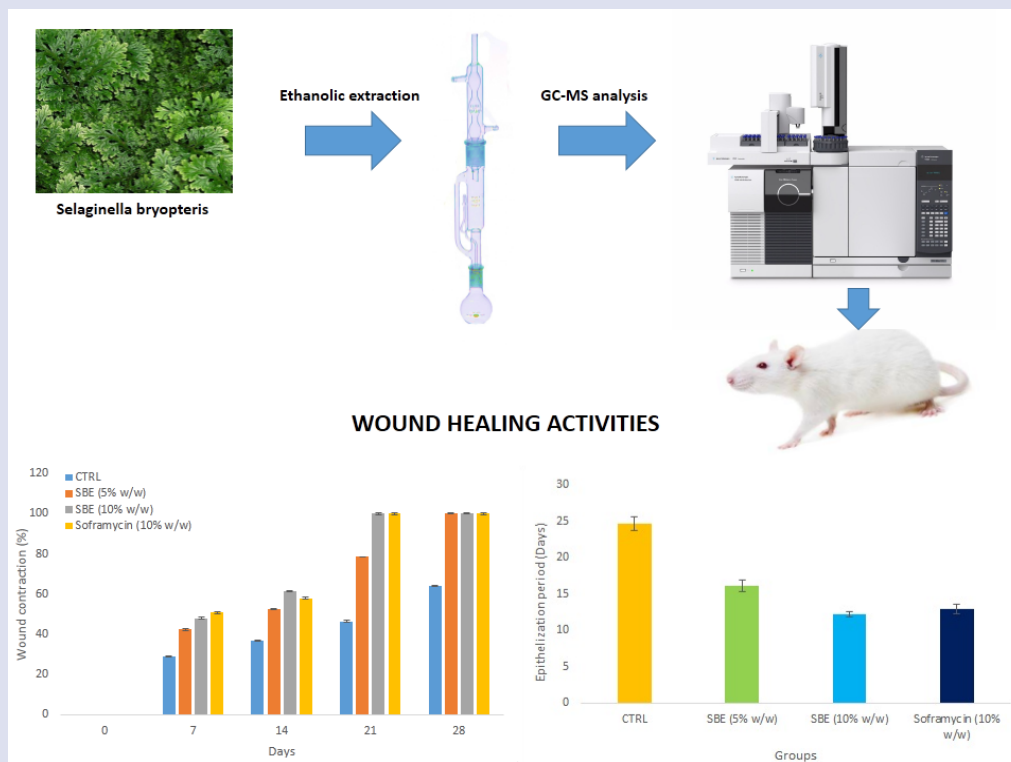 Ethanolic extraction
GC-MS analysis
Selaginella bryopteris
WOUND HEALING ACTIVITIES
Wound contraction (%)
120
100
80
60
40
20
0
CTRL
SBE (5% w/w)
SBE (10% w/w)
Soframycin (10% w/w)
0 7 14 21 28
Days
Epithelization period (Days)
30
25
20
15
10
5
0
CTRL SBE (5% w/w) SBE (10% w/w) Soframycin (10%
w/w)
Groups